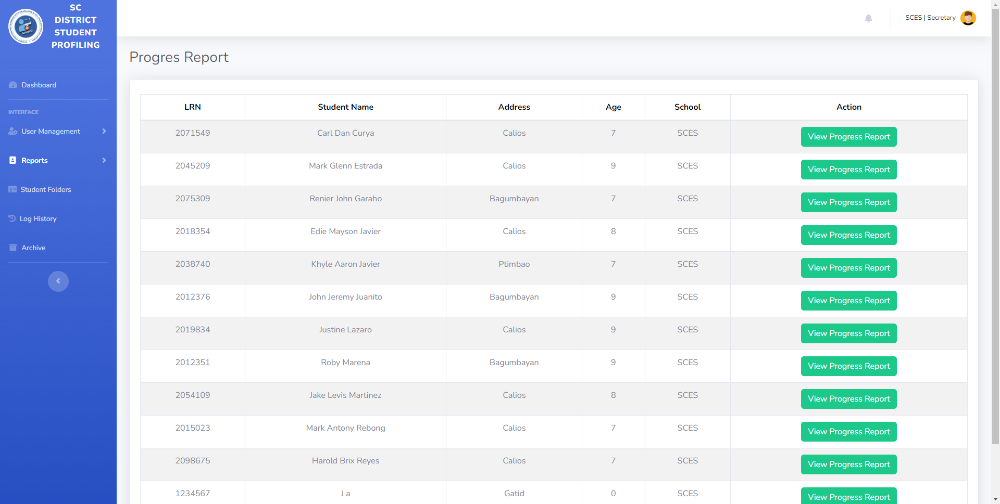 SC
DISTRICT
STUDENT
PROFILING
SCES | Secretary
Dashboard
INTERFACE
User Management
Reports
Student Folders
Log History
Archive
Progres Report
LRN Student Name Address Age School Action
2071549 Carl Dan Curya Calios 7 SCES View Progress Report
2045209 Mark Glenn Estrada Calios 9 SCES View Progress Report
2075309 Renier John Garaho Bagumbayan 7 SCES View Progress Report
2018354 Edie Mayson Javier Calios 8 SCES View Progress Report
2038740 Khyle Aaron Javier Ptimbao 7 SCES View Progress Report
2012376 John Jeremy Juanito Bagumbayan 9 SCES View Progress Report
2019834 Justine Lazaro Calios 9 SCES View Progress Report
2012351 Roby Marena Bagumbayan 9 SCES View Progress Report
2054109 Jake Levis Martinez Calios 8 SCES View Progress Report
2015023 Mark Antony Rebong Calios 7 SCES View Progress Report
2098675 Harold Brix Reyes Calios 7 SCES View Progress Report
1234567 J a Gatid 0 SCES View Progress Report